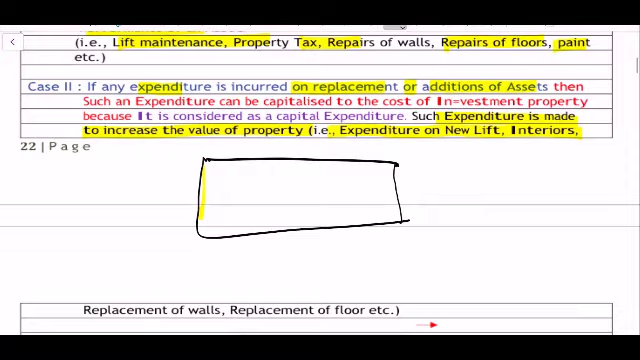 (i.e., Lift maintenance, Property Tax, Repairs of walls, Repairs of floors, paint
etc.)
Case II : If any expenditure is incurred on replacement or additions of Assets then
Such an Expenditure can be capitalised to the cost of In=vestment property
because It is considered as a capital Expenditure. Such Expenditure is made
to increase the value of property (i.e., Expenditure on New Lift, Interiors,
22 | P a g e
Replacement of walls, Replacement of floor etc.)